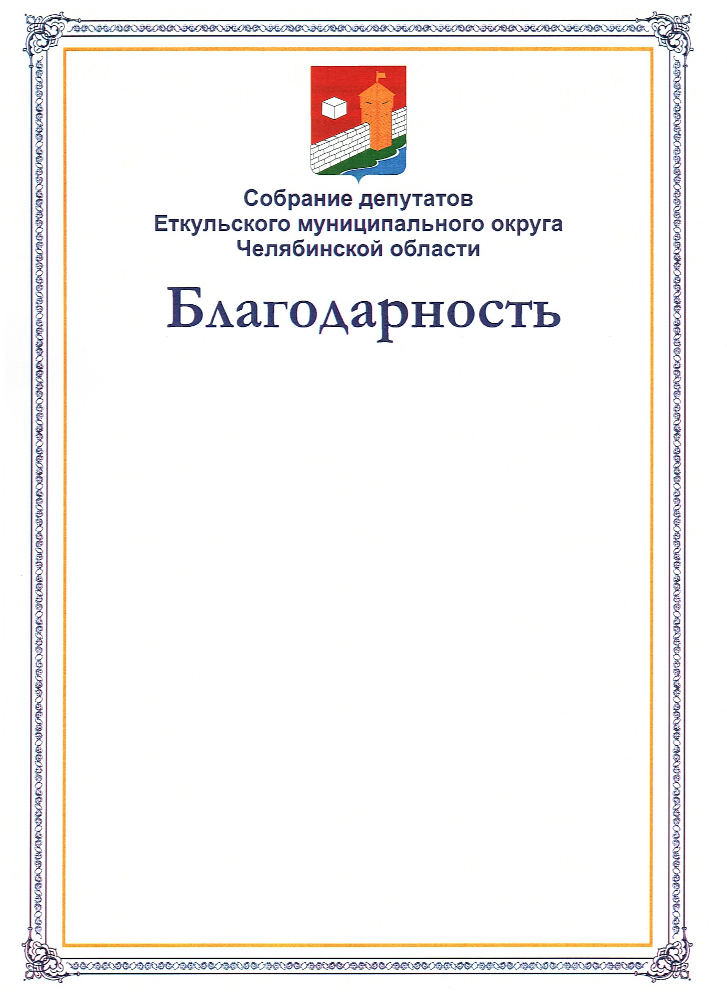 Собрание депутатов
Еткульского муниципального округа
Челябинской области
Благодарность